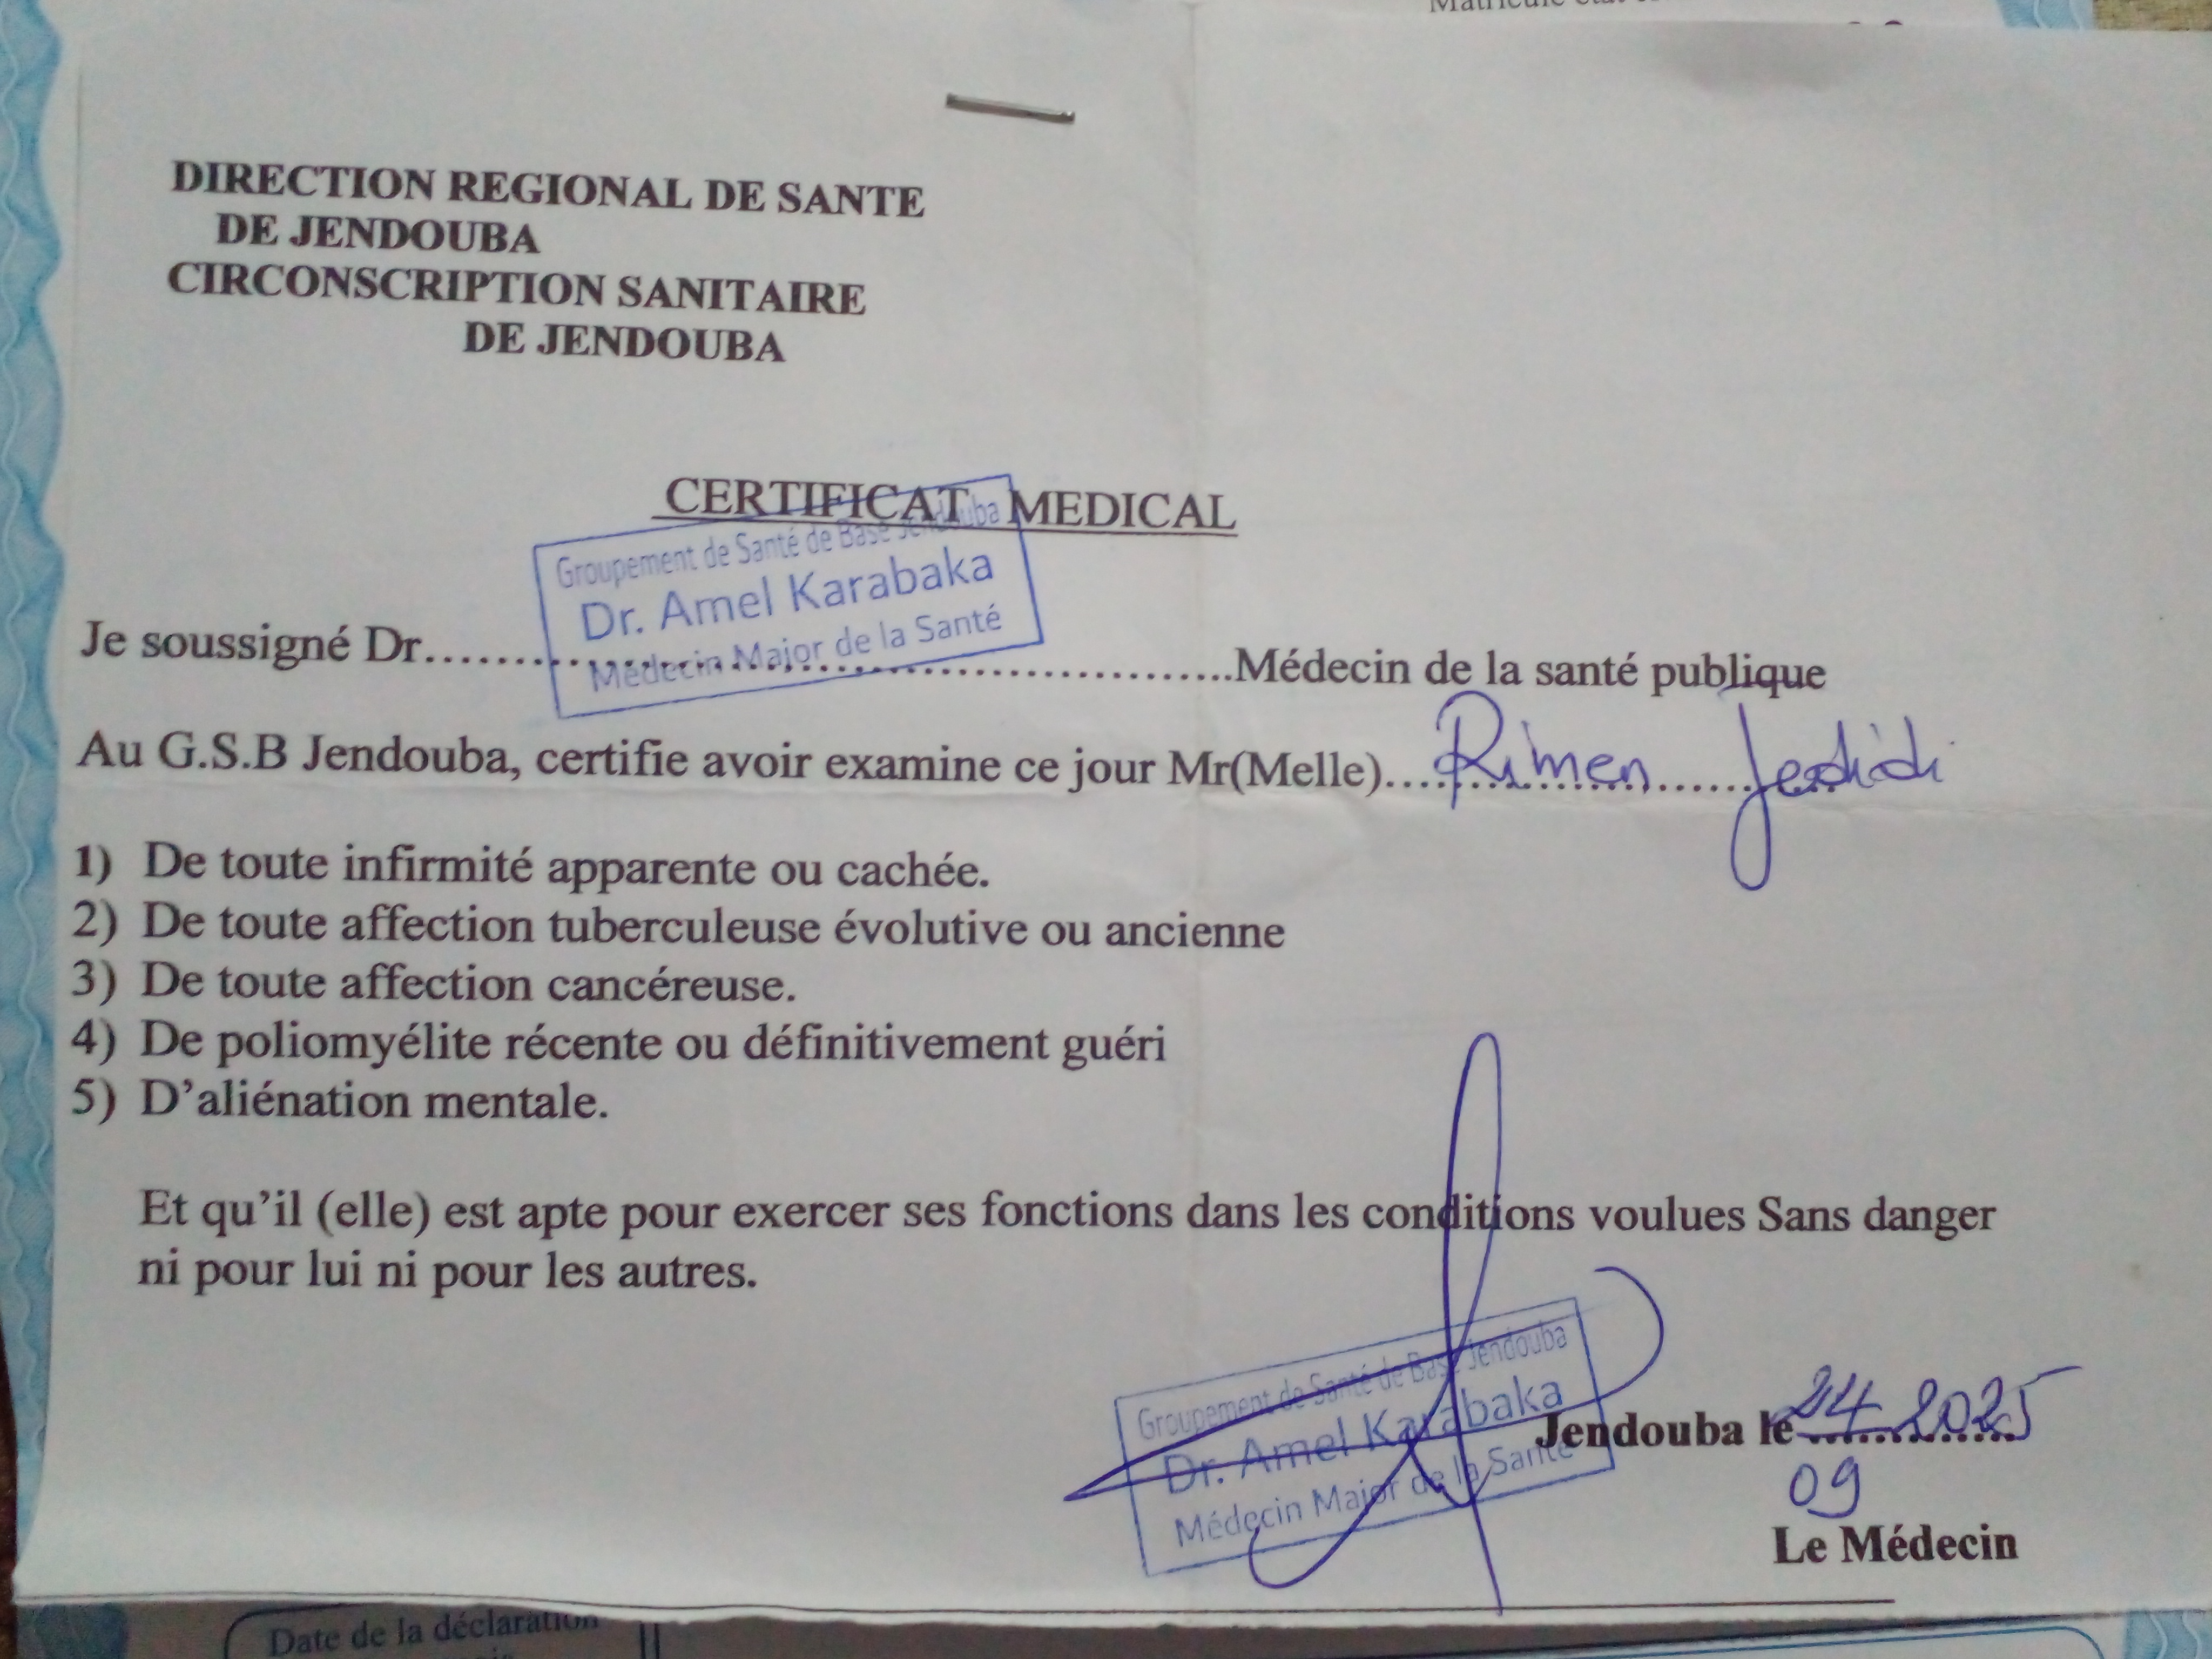 Matricule
DIRECTION REGIONAL DE SANTE
DE JENDOUBA
CIRCONSCRIPTION SANITAIRE
DE JENDOUBA
CERTIFICAT MEDICAL
Groupement de Santé de Base Jendouba
Dr. Amel Karabaka
Médecin Major de la Santé
Je soussigné Dr..........................................Médecin de la santé publique
Au G.S.B Jendouba, certifie avoir examine ce jour Mr(Melle).... Rimen ...... Jedidi
1) De toute infirmité apparente ou cachée.
2) De toute affection tuberculeuse évolutive ou ancienne
3) De toute affection cancéreuse.
4) De poliomyélite récente ou définitivement guéri
5) D'aliénation mentale.
Et qu'il (elle) est apte pour exercer ses fonctions dans les conditions voulues Sans danger
ni pour lui ni pour les autres.
Groupement de Santé de Base Jendouba
Dr. Amel Karabaka
Médecin Major de la Santé
Jendouba le 24 2025
09
Le Médecin
Date de la déclaration